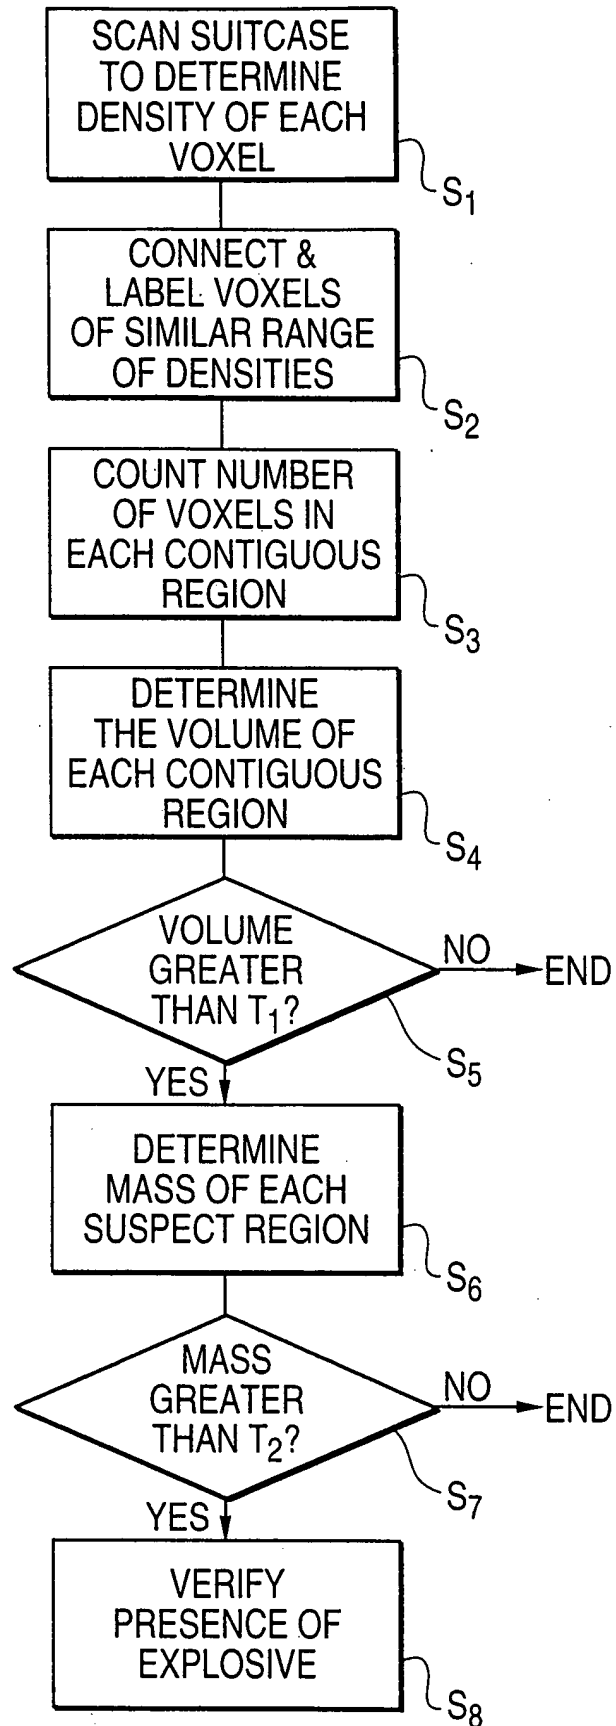 SCAN SUITCASE
TO DETERMINE
DENSITY OF EACH
VOXEL
S1
CONNECT &
LABEL VOXELS
OF SIMILAR RANGE
OF DENSITIES
S2
COUNT NUMBER
OF VOXELS IN
EACH CONTIGUOUS
REGION
S3
DETERMINE
THE VOLUME OF
EACH CONTIGUOUS
REGION
S4
VOLUME
GREATER
THAN T1?
NO
END
S5
YES
DETERMINE
MASS OF EACH
SUSPECT REGION
S6
MASS
GREATER
THAN T2?
NO
END
S7
YES
VERIFY
PRESENCE OF
EXPLOSIVE
S8